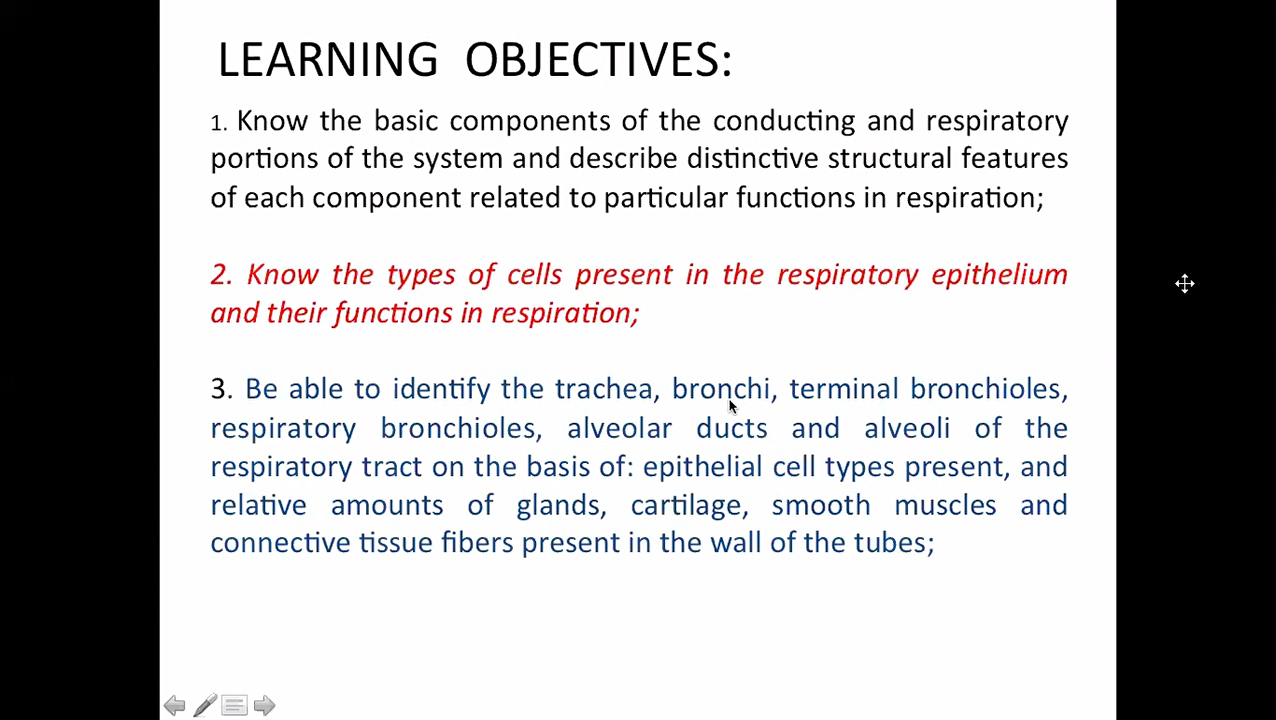 LEARNING OBJECTIVES:
1. Know the basic components of the conducting and respiratory
portions of the system and describe distinctive structural features
of each component related to particular functions in respiration;
2. Know the types of cells present in the respiratory epithelium
and their functions in respiration;
3. Be able to identify the trachea, bronchi, terminal bronchioles,
respiratory bronchioles, alveolar ducts and alveoli of the
respiratory tract on the basis of: epithelial cell types present, and
relative amounts of glands, cartilage, smooth muscles and
connective tissue fibers present in the wall of the tubes;